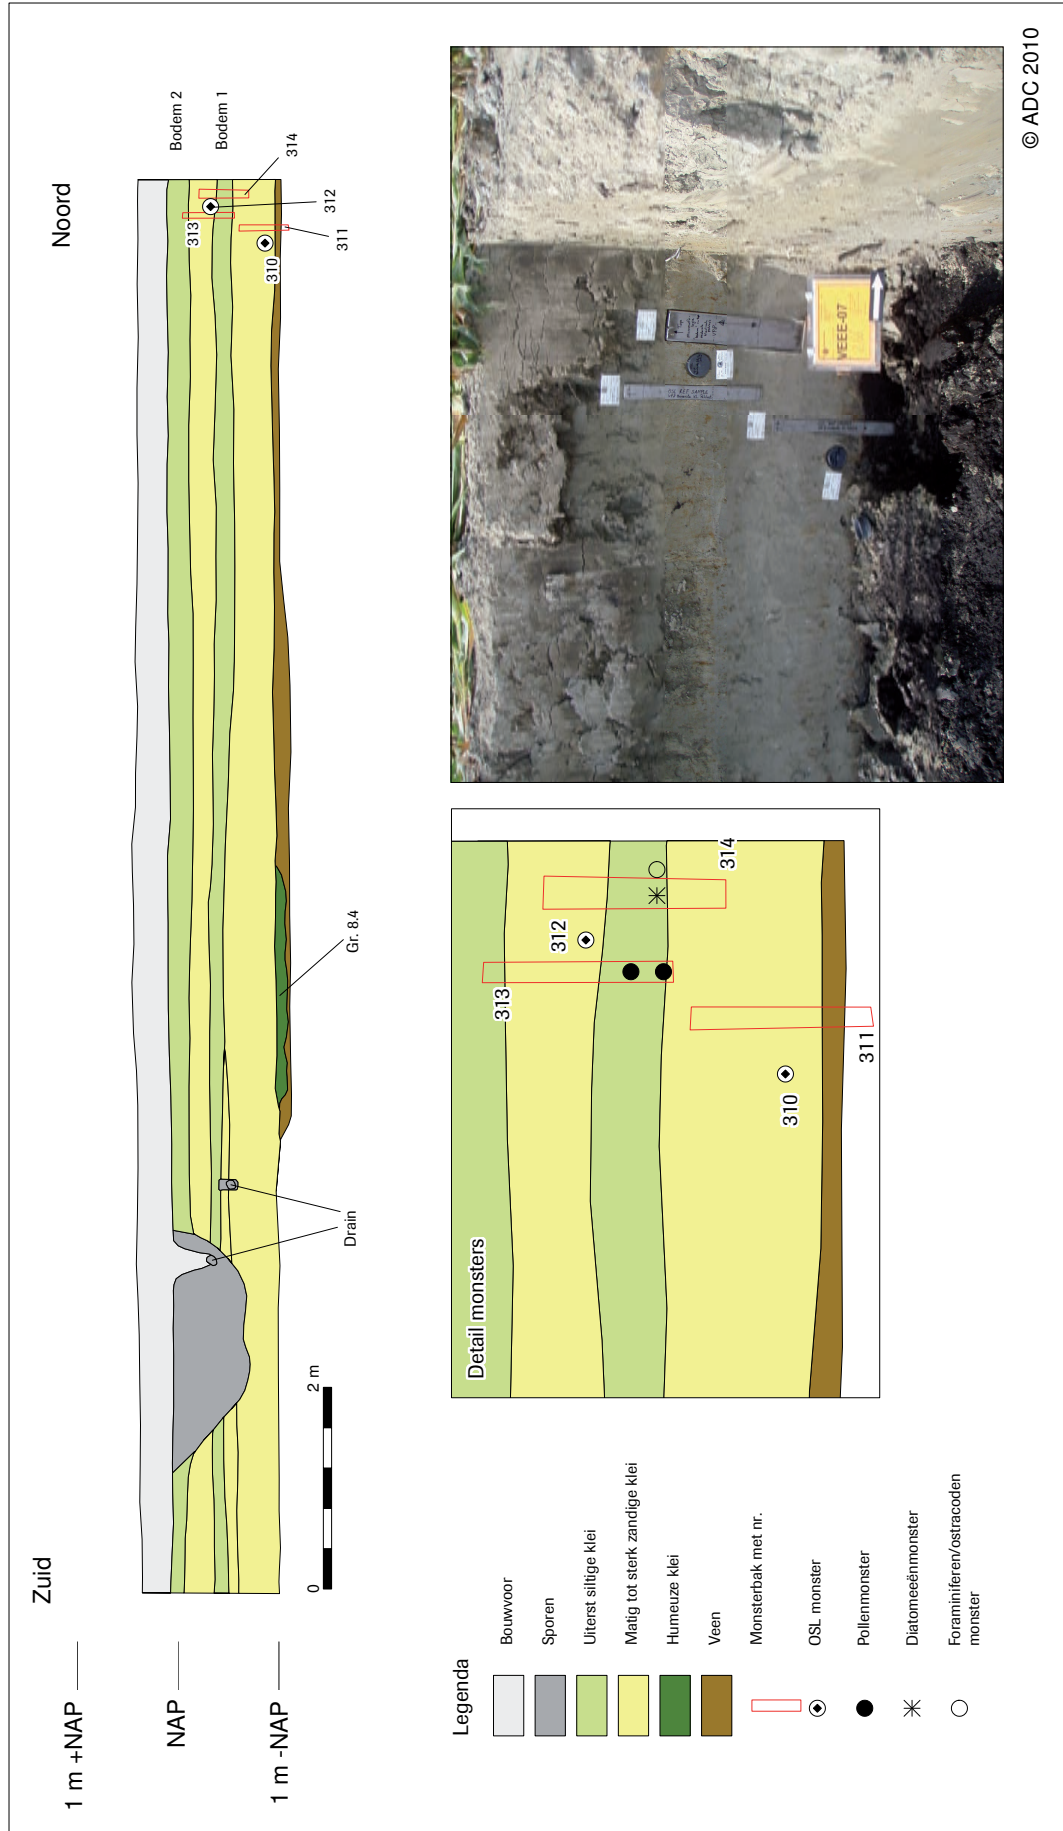 Zuid
Noord
1 m +NAP
NAP
1 m -NAP
Bodem 2
Bodem 1
313
310
314
312
311
Gr. 8.4
Drain
0
2 m
Legenda
Bouwvoor
Sporen
Uiterst siltige klei
Matig tot sterk zandige klei
Humeuze klei
Veen
Monsterbak met nr.
OSL monster
Pollenmonster
Diatomeeënmonster
Foraminiferen/ostracoden
monster
Detail monsters
313
312
314
310
311
VEEE-07
© ADC 2010